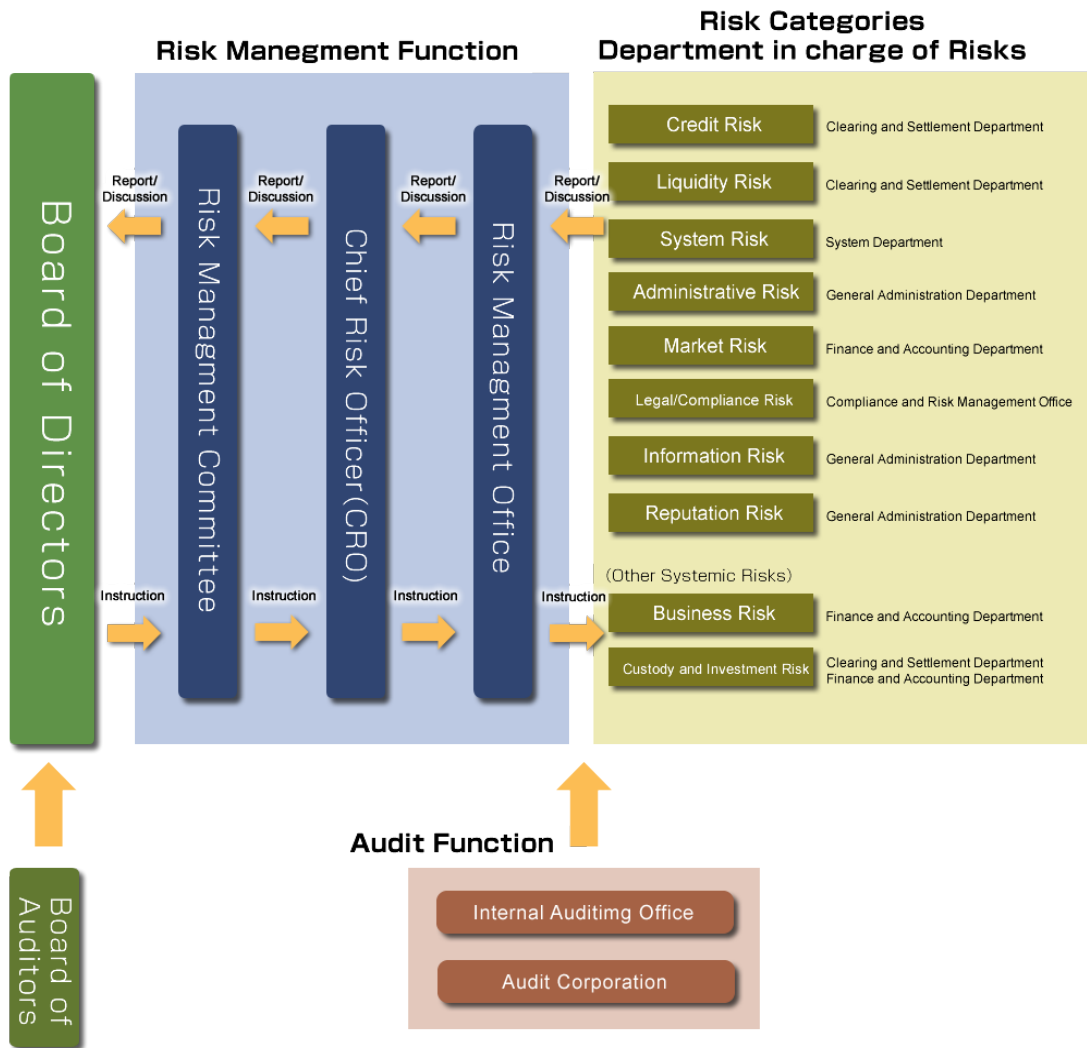 Risk Manegment Function
Risk Categories
Department in charge of Risks
Board of Directors
Report/
Discussion
Instruction
Risk Managment Committee
Report/
Discussion
Instruction
Chief Risk Officer(CRO)
Report/
Discussion
Instruction
Risk Managment Office
Report/
Discussion
Instruction
Credit Risk
Clearing and Settlement Department
Liquidity Risk
Clearing and Settlement Department
System Risk
System Department
Administrative Risk
General Administration Department
Market Risk
Finance and Accounting Department
Legal/Compliance Risk
Compliance and Risk Management Office
Information Risk
General Administration Department
Reputation Risk
General Administration Department
(Other Systemic Risks)
Business Risk
Finance and Accounting Department
Custody and Investment Risk
Clearing and Settlement Department
Finance and Accounting Department
Board of
Auditors
Audit Function
Internal Auditimg Office
Audit Corporation